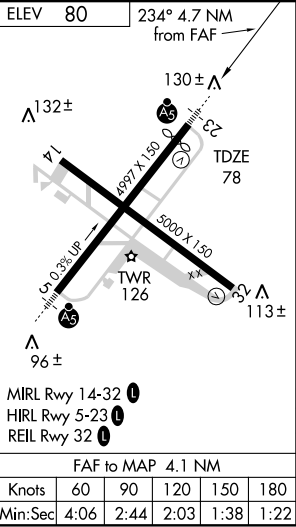 ELEV 80
234° 4.7 NM
from FAF
130±
132±
A5
23
14
V
TDZE
78
4997 X 150
5000 X 150
0.3% UP
5
TWR
126
V
32
113±
A5
96±
MIRL Rwy 14-32 L
HIRL Rwy 5-23 L
REIL Rwy 32 L
FAF to MAP 4.1 NM
Knots 60 90 120 150 180
Min:Sec 4:06 2:44 2:03 1:38 1:22